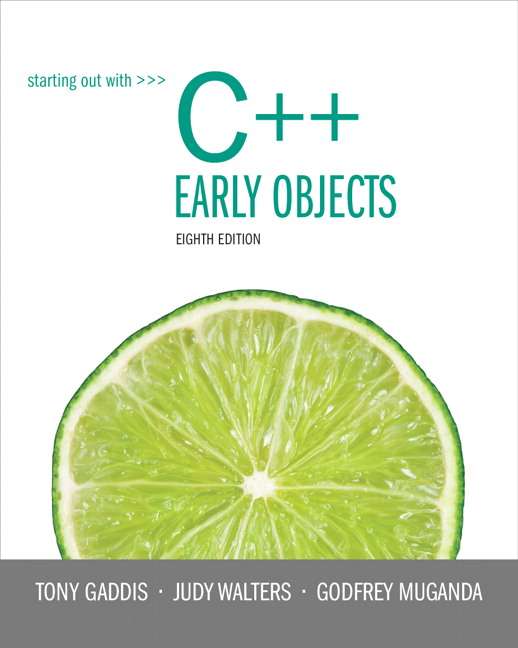 starting out with >>>
C++
EARLY OBJECTS
EIGHTH EDITION
TONY GADDIS · JUDY WALTERS · GODFREY MUGANDA